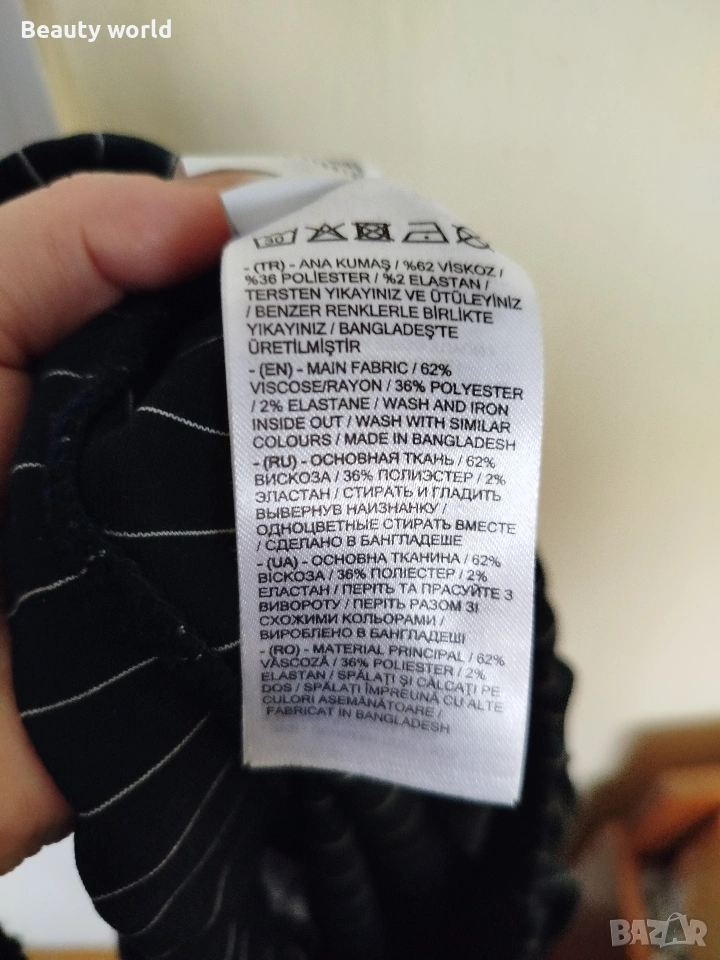 Beauty world
30
- (TR) - ANA KUMAŞ / %62 VİSKOZ /
%36 POLİESTER / %2 ELASTAN /
TERSTEN YIKAYINIZ VE ÜTÜLEYİNİZ
/ BENZER RENKLERLE BİRLİKTE
YIKAYINIZ / BANGLADEŞ'TE
ÜRETİLMİŞTİR
- (EN) - MAIN FABRIC / 62%
VISCOSE/RAYON / 36% POLYESTER
/ 2% ELASTANE / WASH AND IRON
INSIDE OUT / WASH WITH SIMILAR
COLOURS / MADE IN BANGLADESH
- (RU) - ОСНОВНАЯ ТКАНЬ / 62%
ВИСКОЗА / 36% ПОЛИЭСТЕР / 2%
ЭЛАСТАН / СТИРАТЬ И ГЛАДИТЬ
ВЫВЕРНУВ НАИЗНАНКУ /
ОДНОЦВЕТНЫЕ СТИРАТЬ ВМЕСТЕ
/ СДЕЛАНО В БАНГЛАДЕШЕ
- (UA) - ОСНОВНА ТКАНИНА / 62%
ВІСКОЗА / 36% ПОЛІЕСТЕР / 2%
ЕЛАСТАН / ПЕРІТЬ ТА ПРАСУЙТЕ З
ВИВОРОТУ / ПЕРІТЬ РАЗОМ ЗІ
СХОЖИМИ КОЛЬОРАМИ /
ВИРОБЛЕНО В БАНГЛАДЕШІ
- (RO) - MATERIAL PRINCIPAL / 62%
VÂSCOZĂ / 36% POLIESTER / 2%
ELASTAN / SPĂLAȚI ȘI CĂLCAȚI PE
DOS / SPĂLAȚI ÎMPREUNĂ CU ALTE
CULORI ASEMĂNĂTOARE /
FABRICAT IN BANGLADESH
BAZAR